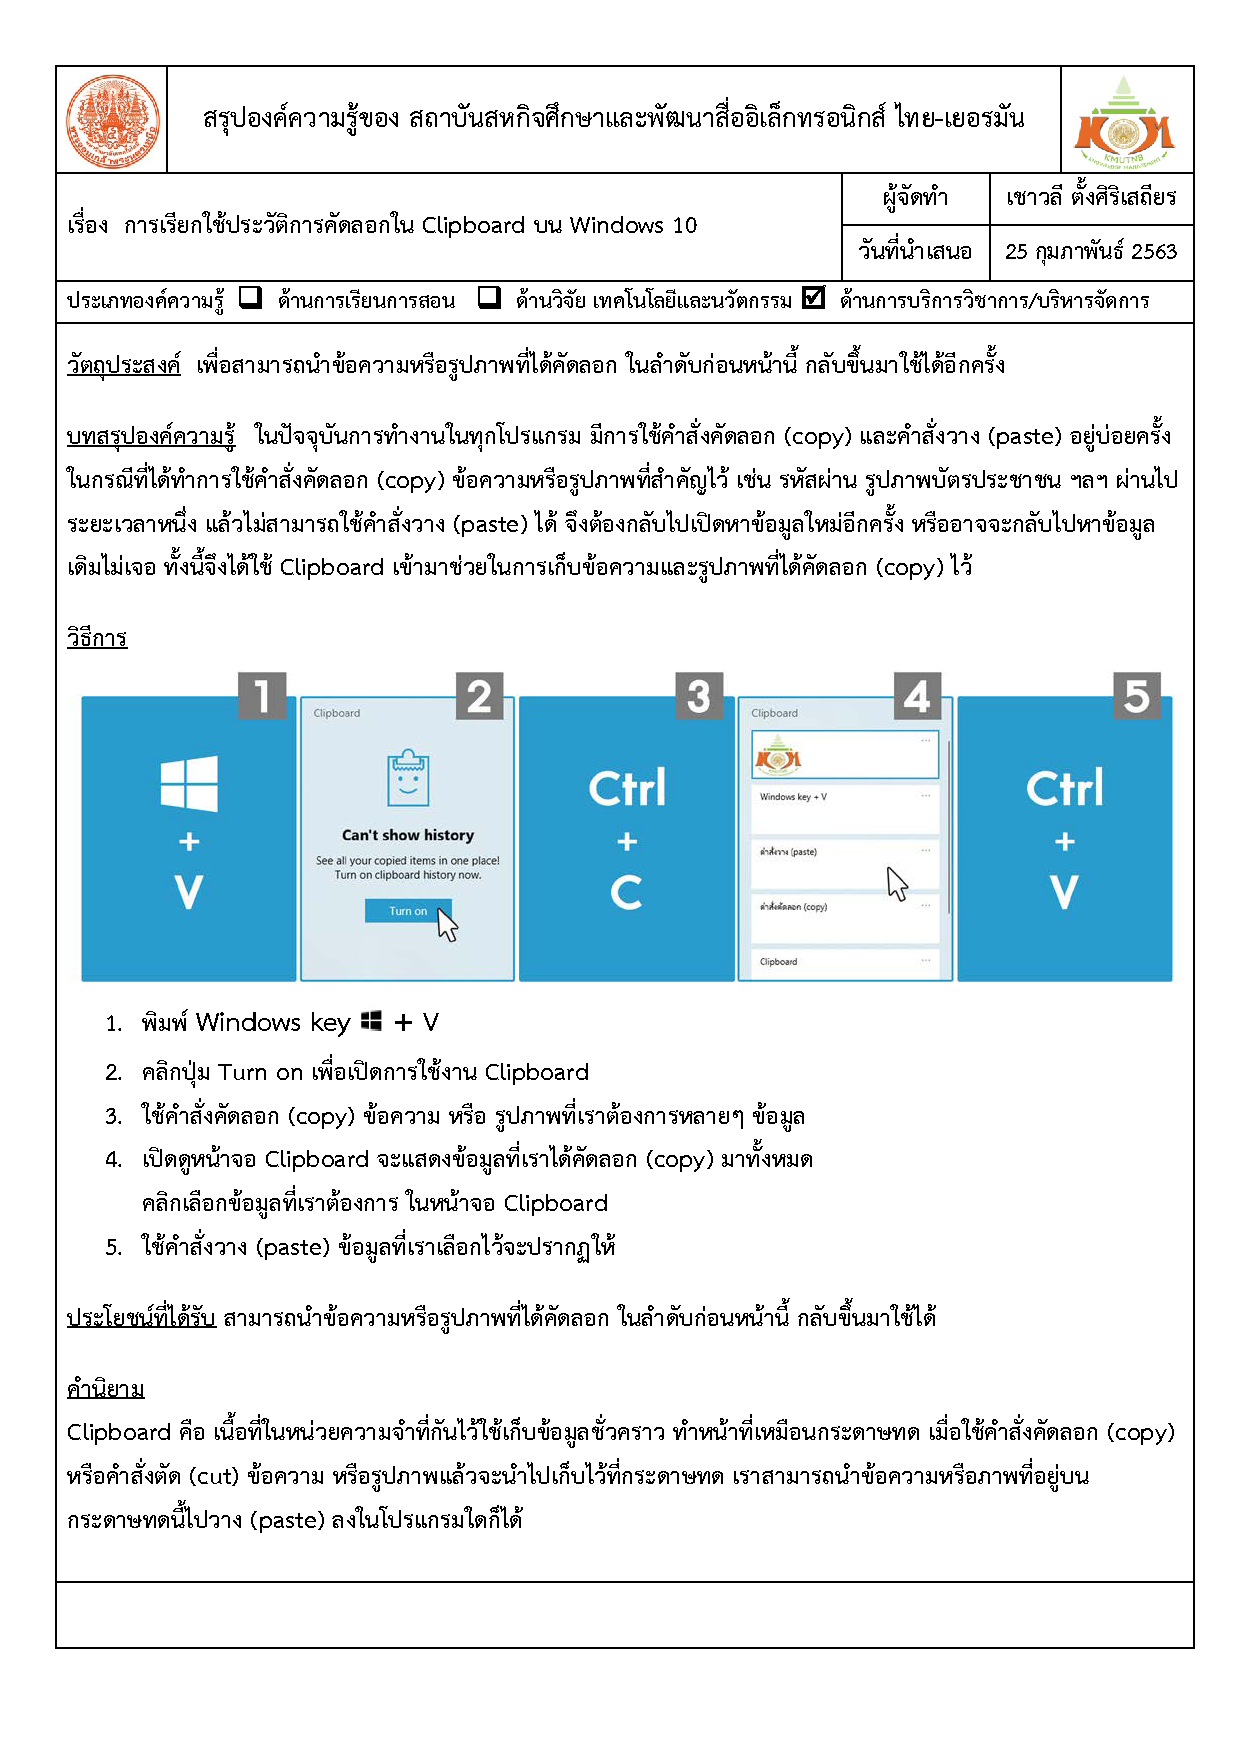 สรุปองค์ความรู้ของ สถาบันสหกิจศึกษาและพัฒนาสื่ออิเล็กทรอนิกส์ ไทย-เยอรมัน
KMUTNB
เรื่อง การเรียกใช้ประวัติการคัดลอกใน Clipboard บน Windows 10
ผู้จัดทำ
เชาวลี ตั้งศิริเสถียร
วันที่นำเสนอ
25 กุมภาพันธ์ 2563
ประเภทองค์ความรู้ ❑ ด้านการเรียนการสอน ❑ ด้านวิจัย เทคโนโลยีและนวัตกรรม ☑ ด้านการบริการวิชาการ/บริหารจัดการ
วัตถุประสงค์ เพื่อสามารถนำข้อความหรือรูปภาพที่ได้คัดลอก ในลำดับก่อนหน้านี้ กลับขึ้นมาใช้ได้อีกครั้ง
บทสรุปองค์ความรู้ ในปัจจุบันการทำงานในทุกโปรแกรม มีการใช้คำสั่งคัดลอก (copy) และคำสั่งวาง (paste) อยู่บ่อยครั้ง
ในกรณีที่ได้ทำการใช้คำสั่งคัดลอก (copy) ข้อความหรือรูปภาพที่สำคัญไว้ เช่น รหัสผ่าน รูปภาพบัตรประชาชน ฯลฯ ผ่านไป
ระยะเวลาหนึ่ง แล้วไม่สามารถใช้คำสั่งวาง (paste) ได้ จึงต้องกลับไปเปิดหาข้อมูลใหม่อีกครั้ง หรืออาจจะกลับไปหาข้อมูล
เดิมไม่เจอ ทั้งนี้จึงได้ใช้ Clipboard เข้ามาช่วยในการเก็บข้อความและรูปภาพที่ได้คัดลอก (copy) ไว้
วิธีการ
1
+
V
2
Clipboard
Can't show history
See all your copied items in one place!
Turn on clipboard history now.
Turn on
3
Ctrl
+
C
4
Clipboard
KM
Windows key + V
คำสั่งวาง (paste)
คำสั่งคัดลอก (copy)
Clipboard
5
Ctrl
+
V
1. พิมพ์ Windows key + V
2. คลิกปุ่ม Turn on เพื่อเปิดการใช้งาน Clipboard
3. ใช้คำสั่งคัดลอก (copy) ข้อความ หรือ รูปภาพที่เราต้องการหลายๆ ข้อมูล
4. เปิดดูหน้าจอ Clipboard จะแสดงข้อมูลที่เราได้คัดลอก (copy) มาทั้งหมด
คลิกเลือกข้อมูลที่เราต้องการ ในหน้าจอ Clipboard
5. ใช้คำสั่งวาง (paste) ข้อมูลที่เราเลือกไว้จะปรากฏให้
ประโยชน์ที่ได้รับ สามารถนำข้อความหรือรูปภาพที่ได้คัดลอก ในลำดับก่อนหน้านี้ กลับขึ้นมาใช้ได้
คำนิยาม
Clipboard คือ เนื้อที่ในหน่วยความจำที่กันไว้ใช้เก็บข้อมูลชั่วคราว ทำหน้าที่เหมือนกระดาษทด เมื่อใช้คำสั่งคัดลอก (copy)
หรือคำสั่งตัด (cut) ข้อความ หรือรูปภาพแล้วจะนำไปเก็บไว้ที่กระดาษทด เราสามารถนำข้อความหรือภาพที่อยู่บน
กระดาษทดนี้ไปวาง (paste) ลงในโปรแกรมใดก็ได้